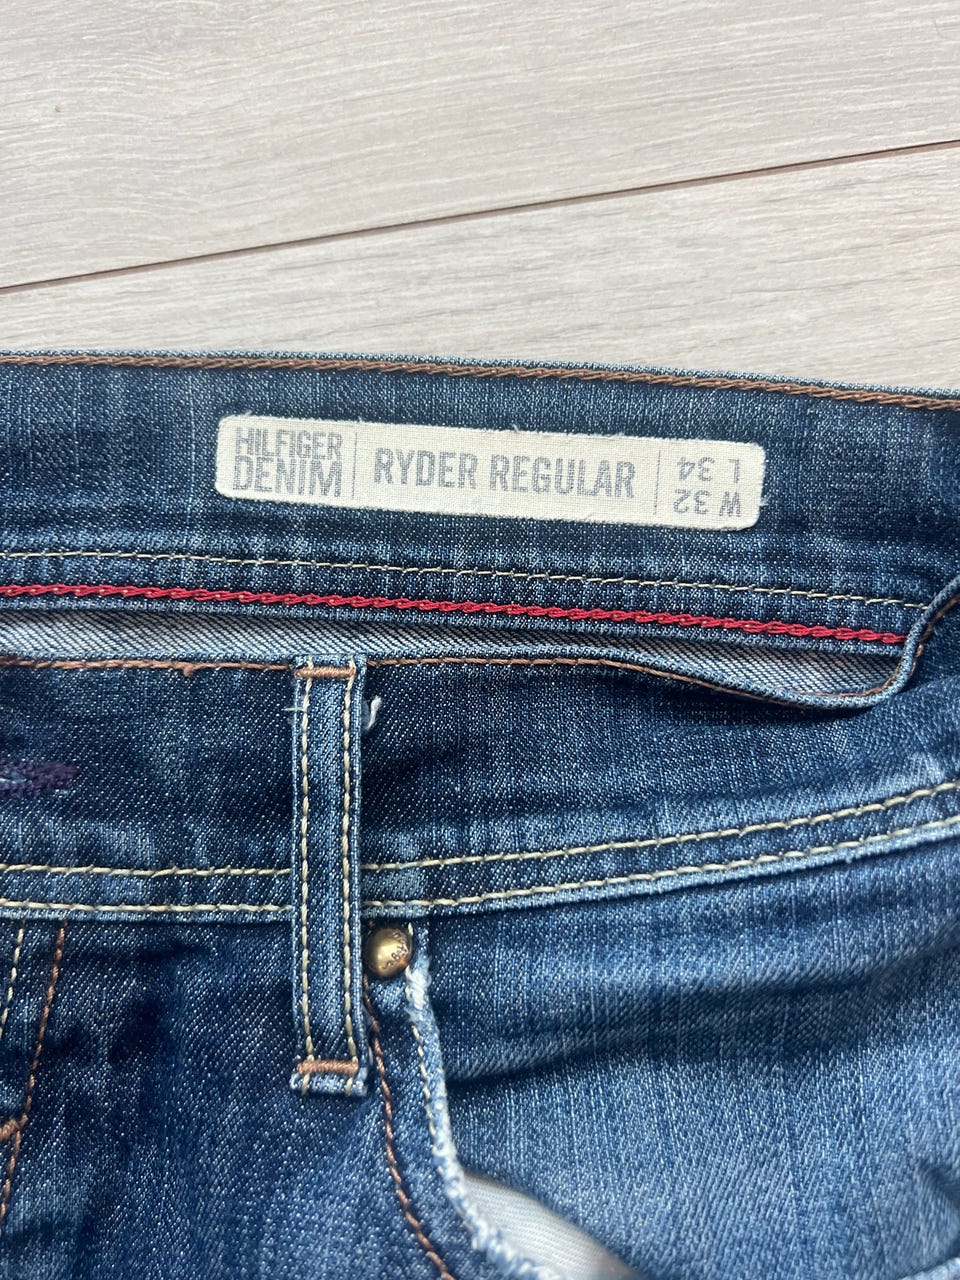 HILFIGER
DENIM
RYDER REGULAR
W 32
L 34